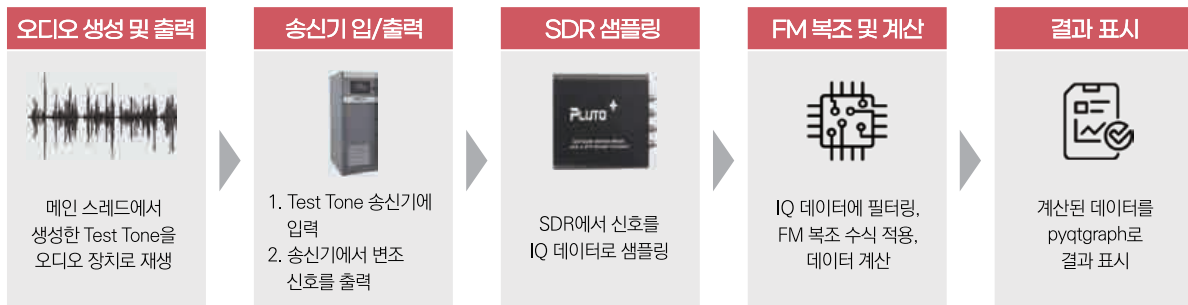 오디오 생성 및 출력
메인 스레드에서
생성한 Test Tone을
오디오 장치로 재생
송신기 입/출력
1. Test Tone 송신기에
입력
2. 송신기에서 변조
신호를 출력
SDR 샘플링
PLUTO+
SDR에서 신호를
IQ 데이터로 샘플링
FM 복조 및 계산
IQ 데이터에 필터링,
FM 복조 수식 적용,
데이터 계산
결과 표시
계산된 데이터를
pyqtgraph로
결과 표시